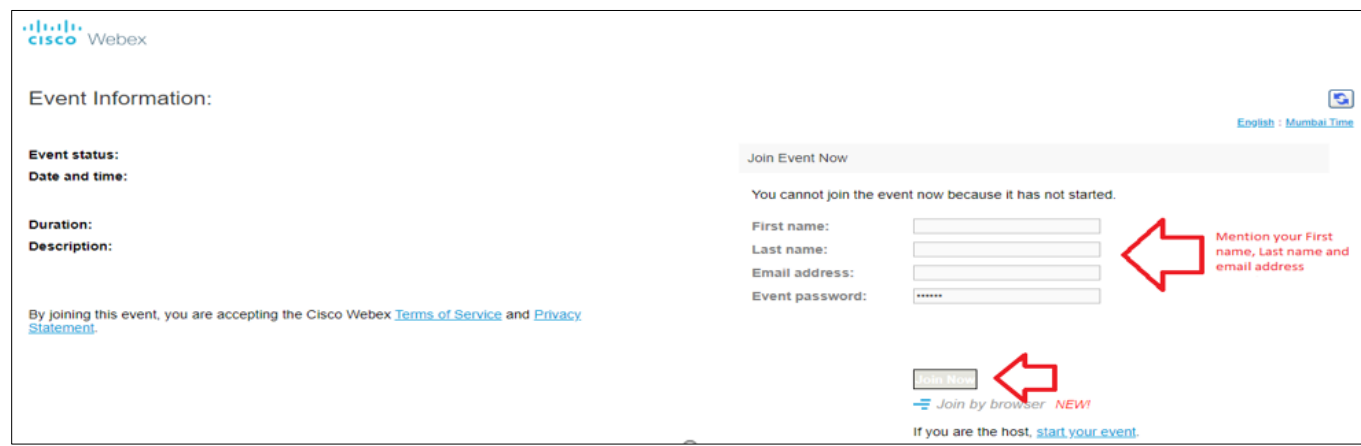 CISCO Webex
Event Information:
English : Mumbai Time
Event status:
Date and time:
Duration:
Description:
By joining this event, you are accepting the Cisco Webex Terms of Service and Privacy
Statement.
Join Event Now
You cannot join the event now because it has not started.
First name:
Last name:
Email address:
Event password: ••••••
Mention your First
name, Last name and
email address
Join Now
Join by browser NEW!
If you are the host, start your event.